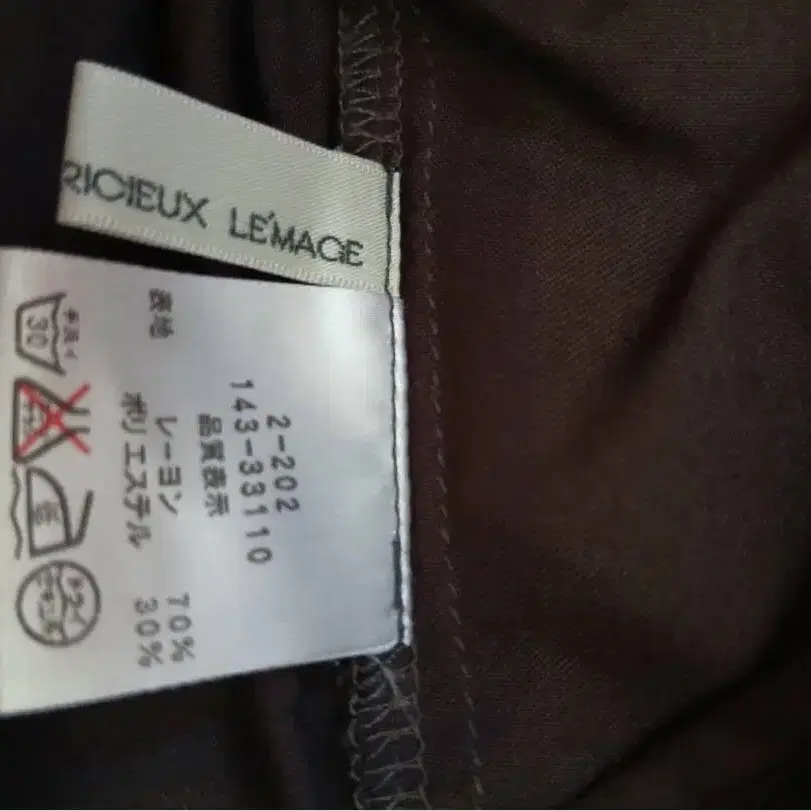 RICIEUX LE'MAGE
2-202
143-33110
品質表示
表地
レーヨン 70%
ポリエステル 30%
30